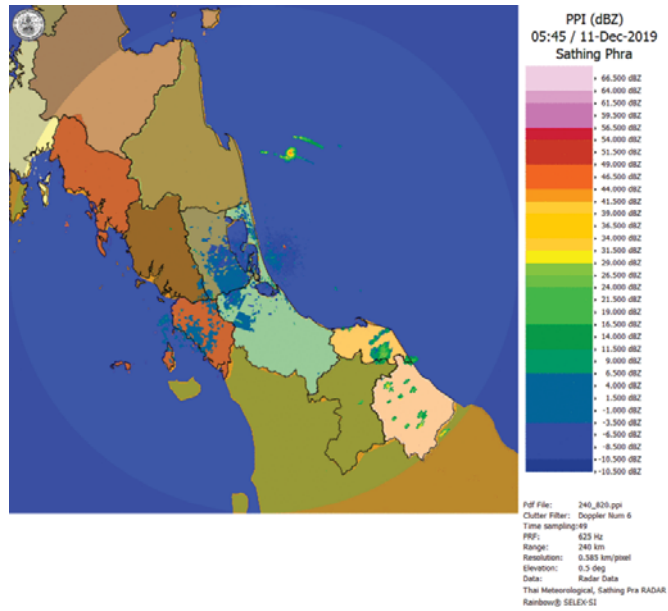 PPI (dBZ)
05:45 / 11-Dec-2019
Sathing Phra
66.500 dBZ
64.000 dBZ
61.500 dBZ
59.500 dBZ
56.500 dBZ
54.000 dBZ
51.500 dBZ
49.000 dBZ
46.500 dBZ
44.000 dBZ
41.500 dBZ
39.000 dBZ
36.500 dBZ
34.000 dBZ
31.500 dBZ
29.000 dBZ
26.500 dBZ
24.000 dBZ
21.500 dBZ
19.000 dBZ
16.500 dBZ
14.000 dBZ
11.500 dBZ
9.000 dBZ
6.500 dBZ
4.000 dBZ
1.500 dBZ
-1.000 dBZ
-3.500 dBZ
-6.500 dBZ
-8.500 dBZ
-10.500 dBZ
-10.500 dBZ
Pdf File: 240_820.ppi
Clutter Filter: Doppler Num 6
Time sampling:49
PRF: 625 Hz
Range: 240 km
Resolution: 0.585 km/pixel
Elevation: 0.5 deg
Data: Radar Data
Thai Meteorological, Sathing Pra RADAR
Rainbow® SELEX-SI